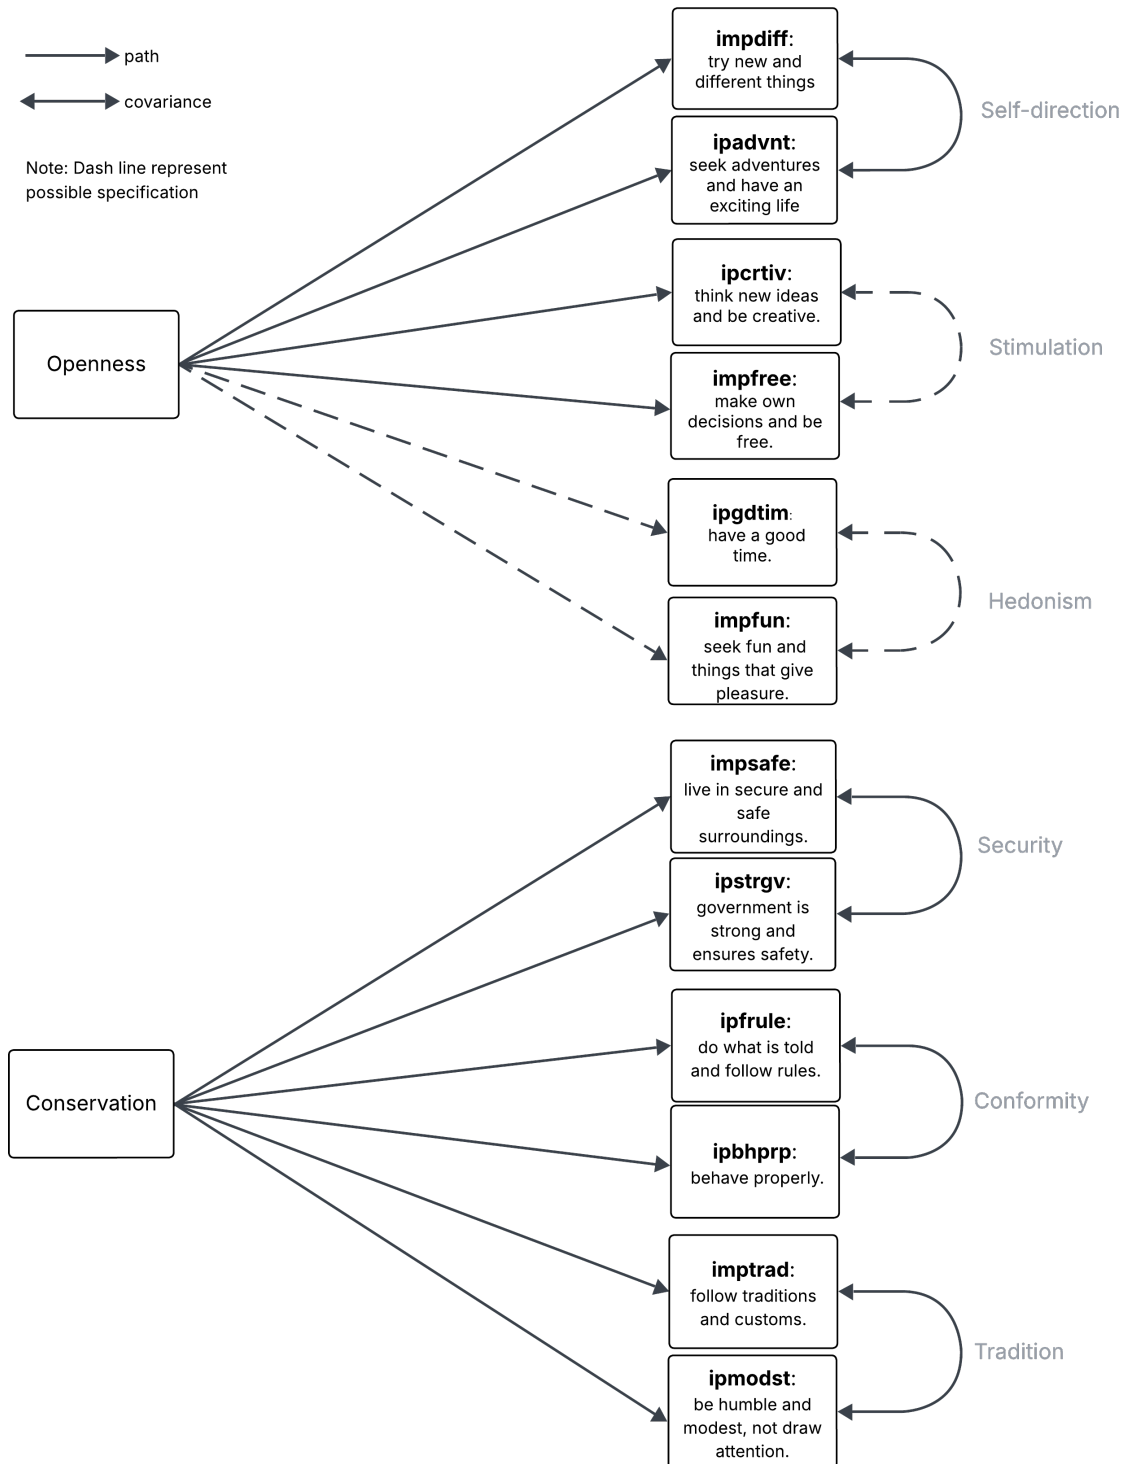 path
covariance
Note: Dash line represent
possible specification
Openness
impdiff:
try new and
different things
ipadvnt:
seek adventures
and have an
exciting life
Self-direction
ipcrtiv:
think new ideas
and be creative.
impfree:
make own
decisions and be
free.
Stimulation
ipgdtim:
have a good
time.
impfun:
seek fun and
things that give
pleasure.
Hedonism
Conservation
impsafe:
live in secure and
safe
surroundings.
ipstrgv:
government is
strong and
ensures safety.
Security
ipfrule:
do what is told
and follow rules.
ipbhprp:
behave properly.
Conformity
imptrad:
follow traditions
and customs.
ipmodst:
be humble and
modest, not draw
attention.
Tradition